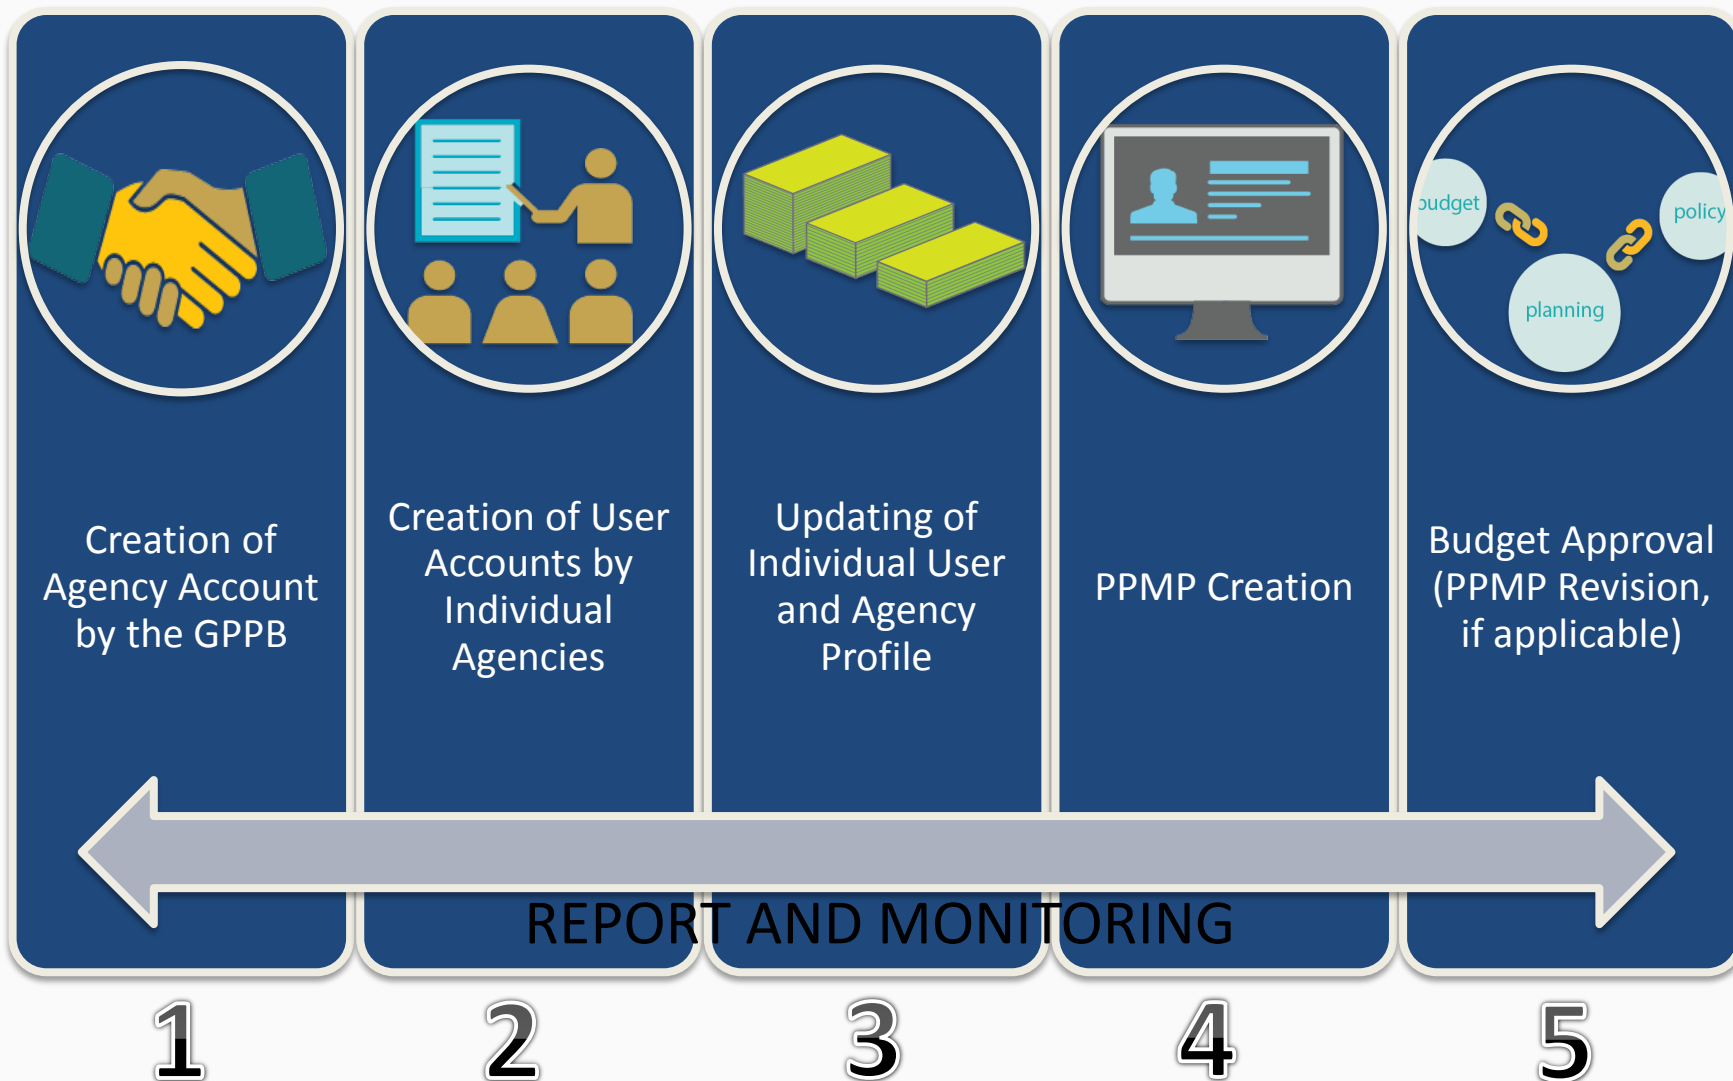 budget
policy
planning
Creation of
Agency Account
by the GPPB
Creation of User
Accounts by
Individual
Agencies
Updating of
Individual User
and Agency
Profile
PPMP Creation
Budget Approval
(PPMP Revision,
if applicable)
REPORT AND MONITORING
1
2
3
4
5